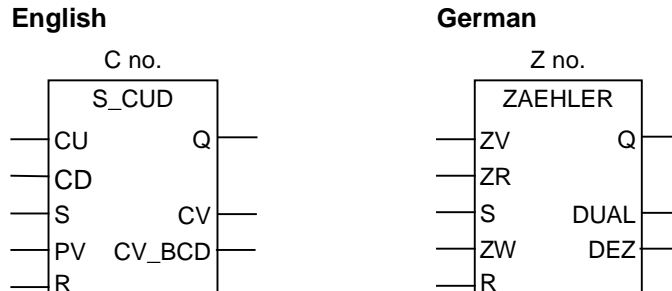 English
C no.
S_CUD
CU Q
CD
S CV
PV CV_BCD
R
German
Z no.
ZAEHLER
ZV Q
ZR
S DUAL
ZW DEZ
R